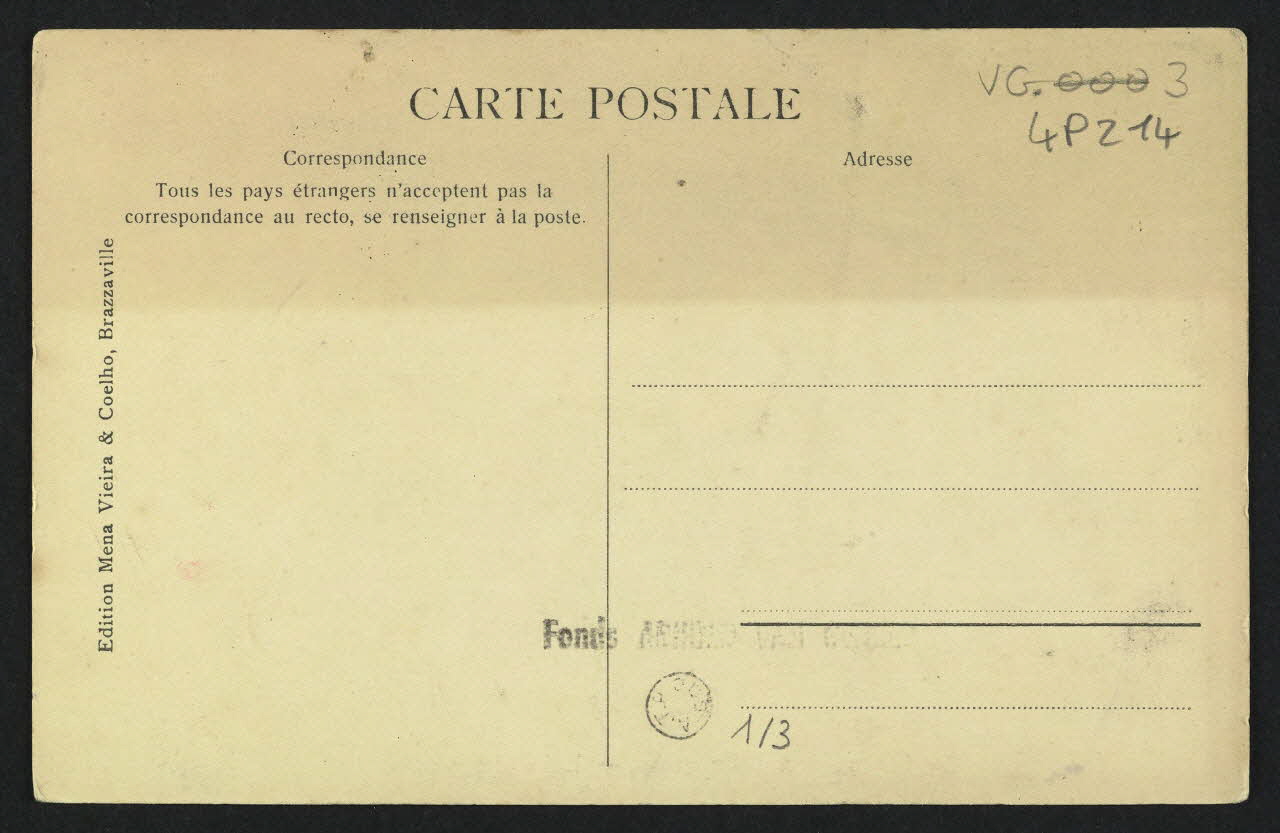 CARTE POSTALE
VG.0003
4P214
Correspondance
Tous les pays étrangers n'acceptent pas la
correspondance au recto, se renseigner à la poste.
Adresse
Edition Mena Vieira & Coelho, Brazzaville
Fonds
1/3